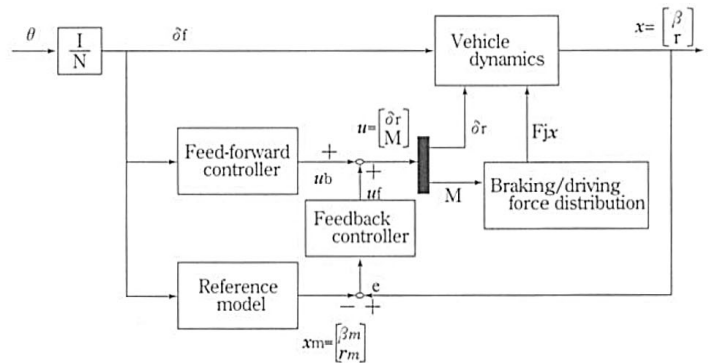 θ
I
N
δf
Vehicle
dynamics
x=[β
r]
u=[δr
M]
δr
Fjx
Feed-forward
controller
+
ub
+
uf
M
Braking/driving
force distribution
Feedback
controller
Reference
model
e
− +
xm=[βm
rm]